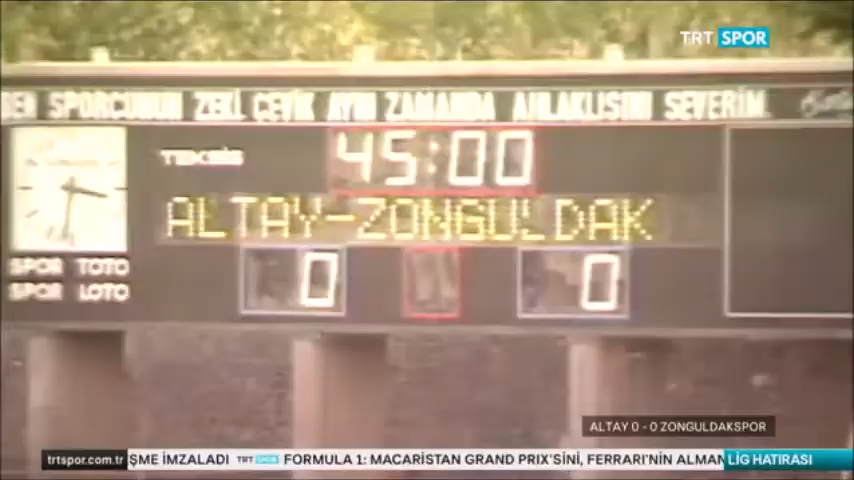 TRT SPOR
SPORCUNUN ZEKİ, ÇEVİK AYNI ZAMANDA AHLAKLISINI SEVERİM.
45:00
ALTAY-ZONGULDAK
0 0
SPOR TOTO
SPOR LOTO
ALTAY 0 - 0 ZONGULDAKSPOR
trtspor.com.tr ŞME İMZALADI TRT SPOR FORMULA 1: MACARİSTAN GRAND PRIX'SİNİ, FERRARI'NİN ALMAN LİG HATIRASI